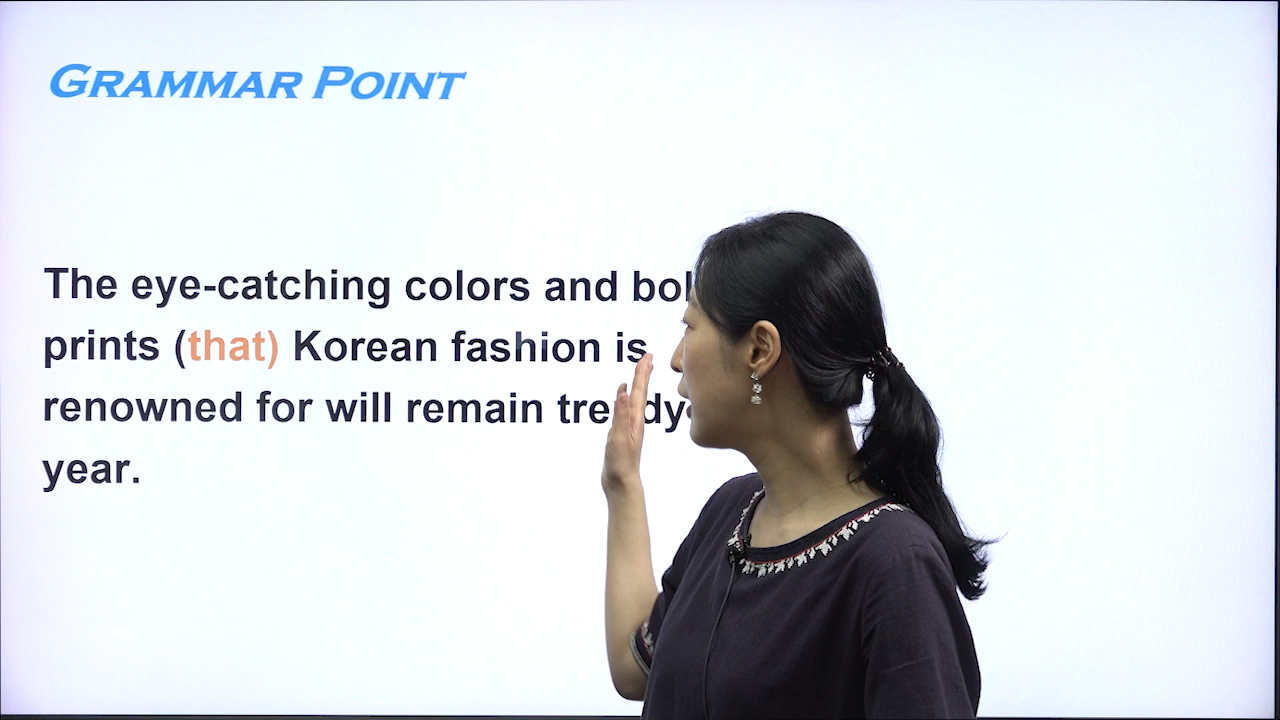 GRAMMAR POINT
The eye-catching colors and
prints (that) Korean fashion is
renowned for will remain
year.